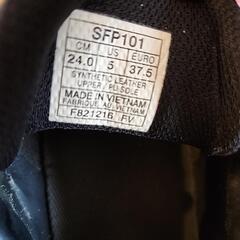 SFP101
CM US EURO
24.0 5 37.5
SYNTHETIC LEATHER
UPPER / PU SOLE
MADE IN VIETNAM
FABRIQUE AU VIETNAM
F821216 FV